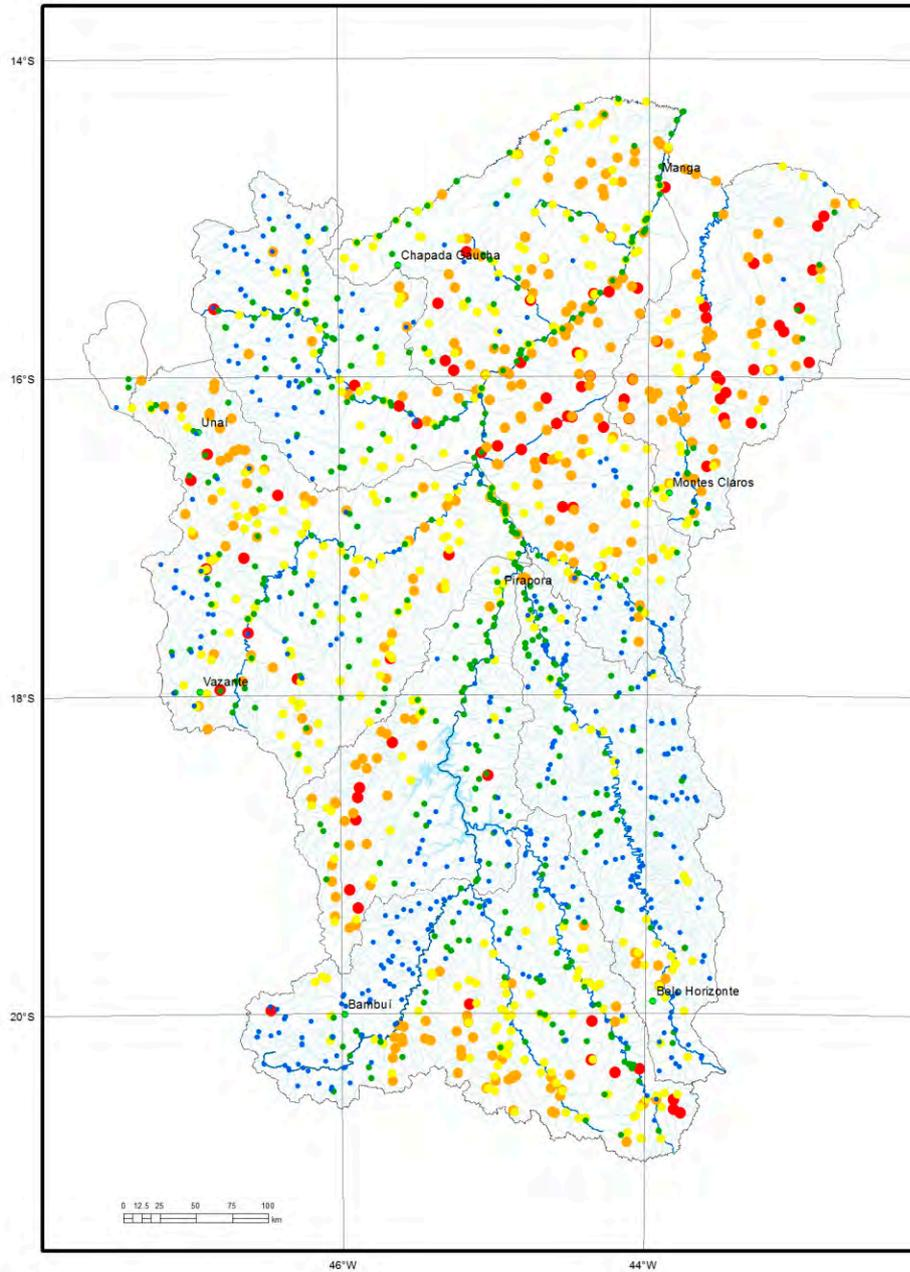 14°S
Manga
Chapada Gaucha
16°S
Unaí
Montes Claros
Pirapora
Vazante
18°S
Belo Horizonte
Bambuí
20°S
0 12.5 25 50 75 100
km
46°W 44°W